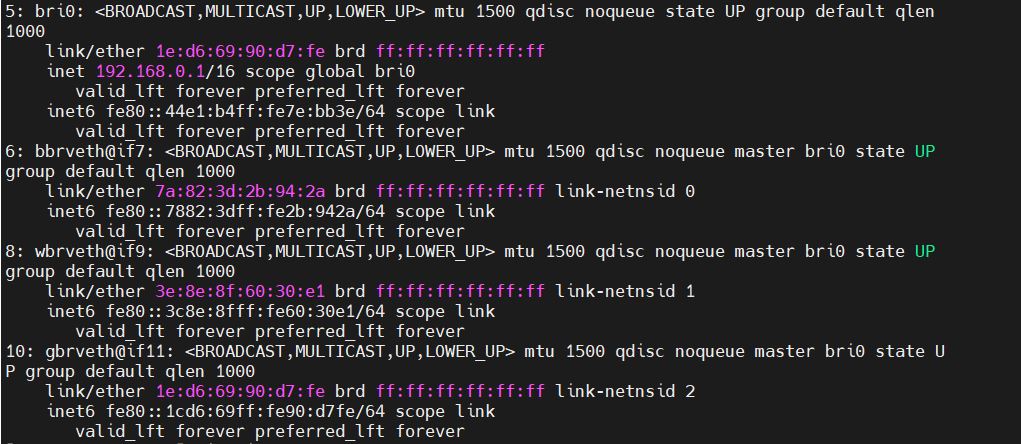 5: bri0: <BROADCAST,MULTICAST,UP,LOWER_UP> mtu 1500 qdisc noqueue state UP group default qlen
1000
    link/ether 1e:d6:69:90:d7:fe brd ff:ff:ff:ff:ff:ff
    inet 192.168.0.1/16 scope global bri0
       valid_lft forever preferred_lft forever
    inet6 fe80::44e1:b4ff:fe7e:bb3e/64 scope link
       valid_lft forever preferred_lft forever
6: bbrveth@if7: <BROADCAST,MULTICAST,UP,LOWER_UP> mtu 1500 qdisc noqueue master bri0 state UP
group default qlen 1000
    link/ether 7a:82:3d:2b:94:2a brd ff:ff:ff:ff:ff:ff link-netnsid 0
    inet6 fe80::7882:3dff:fe2b:942a/64 scope link
       valid_lft forever preferred_lft forever
8: wbrveth@if9: <BROADCAST,MULTICAST,UP,LOWER_UP> mtu 1500 qdisc noqueue master bri0 state UP
group default qlen 1000
    link/ether 3e:8e:8f:60:30:e1 brd ff:ff:ff:ff:ff:ff link-netnsid 1
    inet6 fe80::3c8e:8fff:fe60:30e1/64 scope link
       valid_lft forever preferred_lft forever
10: gbrveth@if11: <BROADCAST,MULTICAST,UP,LOWER_UP> mtu 1500 qdisc noqueue master bri0 state U
P group default qlen 1000
    link/ether 1e:d6:69:90:d7:fe brd ff:ff:ff:ff:ff:ff link-netnsid 2
    inet6 fe80::1cd6:69ff:fe90:d7fe/64 scope link
       valid_lft forever preferred_lft forever